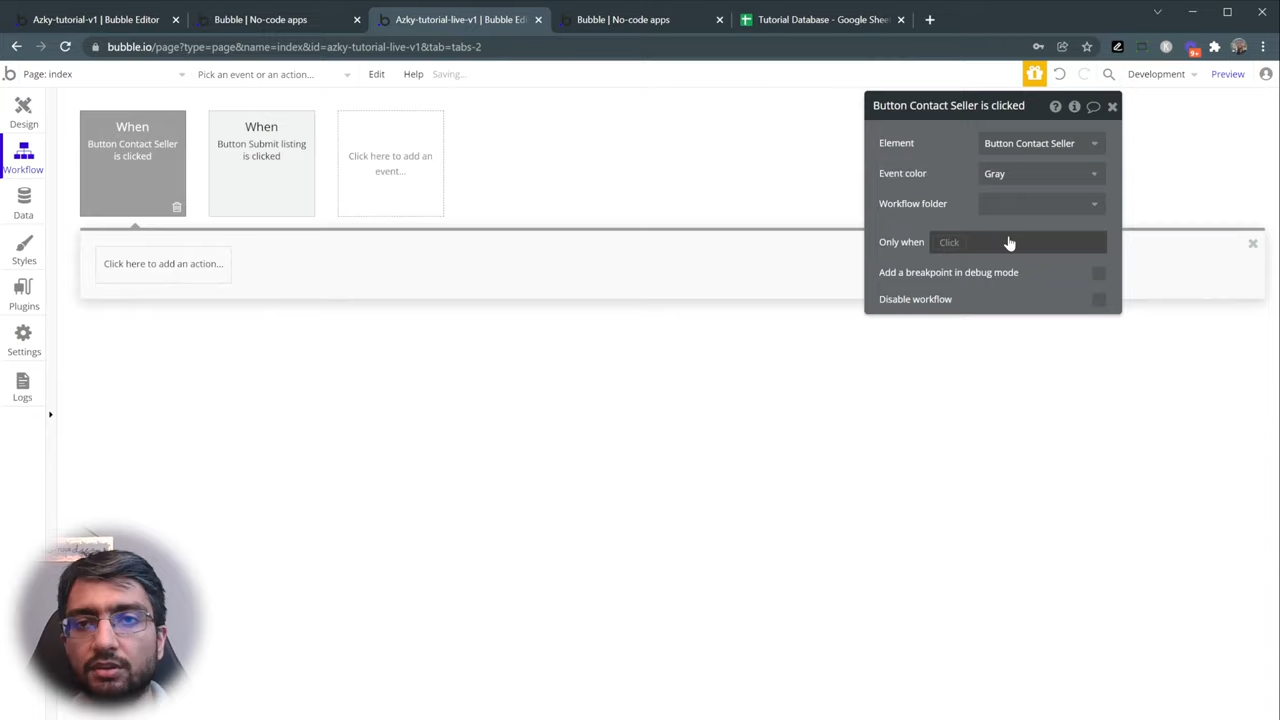 Azky-tutorial-v1 | Bubble Editor
Bubble | No-code apps
Azky-tutorial-live-v1 | Bubble Edi
Bubble | No-code apps
Tutorial Database - Google Shee
bubble.io/page?type=page&name=index&id=azky-tutorial-live-v1&tab=tabs-2
9+
Page: index
Pick an event or an action...
Edit
Help
Saving...
Development
Preview
Design
Workflow
Data
Styles
Plugins
Settings
Logs
When
Button Contact Seller
is clicked
When
Button Submit listing
is clicked
Click here to add an
event...
Click here to add an action...
Button Contact Seller is clicked
Element
Button Contact Seller
Event color
Gray
Workflow folder
Only when
Click
Add a breakpoint in debug mode
Disable workflow